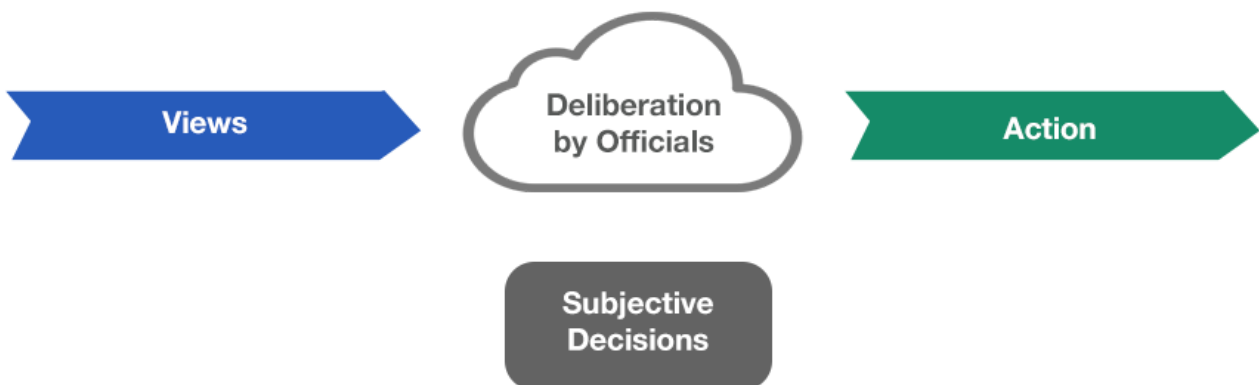 Views
Deliberation
by Officials
Action
Subjective
Decisions